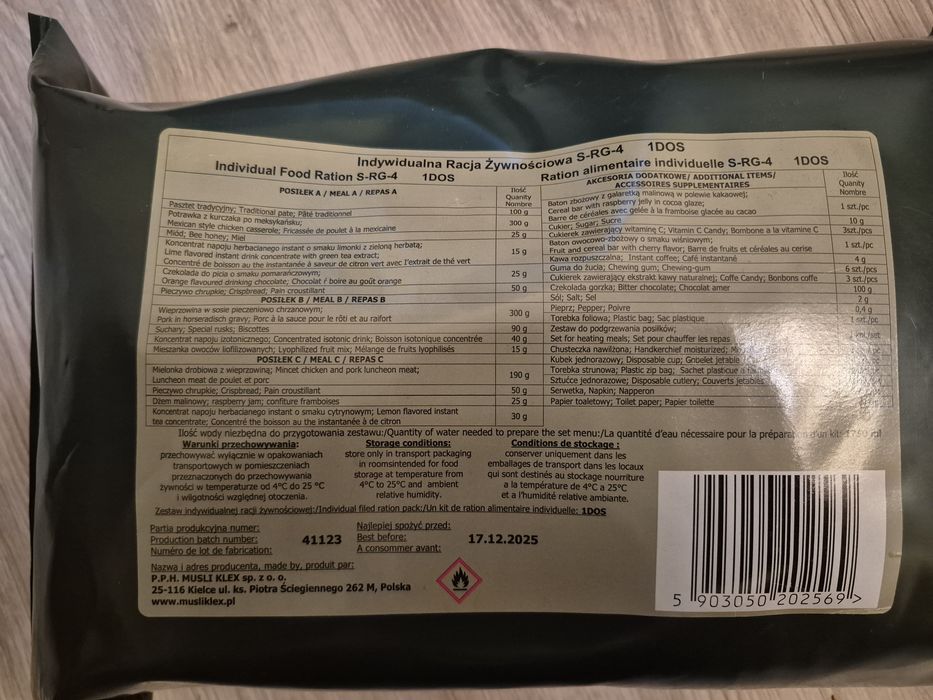 Indywidualna Racja Żywnościowa S-RG-4 1DOS
Individual Food Ration S-RG-4 1DOS
Ration alimentaire individuelle S-RG-4 1DOS
POSIŁEK A / MEAL A / REPAS A
Ilość
Quanity
Nombre
Pasztet tradycyjny; Traditional pate; Pâté traditionnel
100 g
Potrawka z kurczaka po meksykańsku;
Mexican style chicken casserole; Fricassée de poulet à la mexicaine
300 g
Miód; Bee honey; Miel
25 g
Koncentrat napoju herbacianego instant o smaku limonki z zieloną herbatą;
Lime flavored instant drink concentrate with green tea extract;
Concentré de boisson au the instantanée à saveur de citron vert avec l'extrait de thé vert
15 g
Czekolada do picia o smaku pomarańczowym;
Orange flavoured drinking chocolate; Chocolat ŕ boire au goût orange
25 g
Pieczywo chrupkie; Crispbread; Pain croustillant
50 g
POSIŁEK B / MEAL B / REPAS B
Wieprzowina w sosie pieczeniowo chrzanowym;
Pork in horseradisch gravy; Porc à la sauce pour le rôti et au raifort
300 g
Suchary; Special rusks; Biscottes
90 g
Koncentrat napoju izotonicznego; Concentrated isotonic drink; Boisson isotonique concentrée
40 g
Mieszanka owoców liofilizowanych; Lyophilized fruit mix; Mélange de fruits lyophilisés
15 g
POSIŁEK C / MEAL C / REPAS C
Mielonka drobiowa z wieprzowiną; Mincet chicken and pork luncheon meat;
Luncheon meat de poulet et porc
190 g
Pieczywo chrupkie; Crispbread; Pain croustillant
50 g
Dżem malinowy; raspberry jam; confiture framboises
25 g
Koncentrat napoju herbacianego instant o smaku cytrynowym; Lemon flavored instant
tea concentrate; Concentré the boisson au the instantanée à de citron
30 g
AKCESORIA DODATKOWE/ ADDITIONAL ITEMS/
ACCESSOIRES SUPPLEMENTAIRES
Ilość
Quanity
Nombre
Baton zbożowy z galaretką malinową w polewie kakaowej;
Cereal bar with raspberry jelly in cocoa glaze;
Barre de céréales avec gelée à la framboise glacée au cacao
1 szt./pc
Cukier; Sugar; Sucre
10 g
Cukierek zawierający witaminę C; Vitamin C Candy; Bombone a la vitamine C
3szt./pcs
Baton owocowo-zbożowy o smaku wiśniowym;
Fruit and cereal bar with cherry flavor; Barre de fruits et céréales au cerise
1 szt./pc
Kawa rozpuszczalna; Instant coffee; Café instantané
4 g
Guma do żucia; Chewing gum; Chewing-gum
6 szt./pcs
Cukierek zawierający ekstrakt kawy naturalnej; Coffe Candy; Bonbons coffe
3 szt./pcs
Czekolada gorzka; Bitter chocolate; Chocolat amer
100 g
Sól; Salt; Sel
2 g
Pieprz; Pepper; Poivre
0,4 g
Torebka foliowa; Plastic bag; Sac plastique
1 szt./pc
Zestaw do podgrzewania posiłków;
Set for heating meals; Set pour chauffer les repas
Chusteczka nawilżona; Handkerchief moisturized;
Kubek jednorazowy; Disposable cup; Gobelet jetable
Torebka strunowa; Plastic zip bag; Sachet plastique
Sztućce jednorazowe; Disposable cutlery; Couverts jetables
Serwetka, Napkin; Napperon
Papier toaletowy; Toilet paper; Papier toilette
Ilość wody niezbędna do przygotowania zestawu:/Quantity of water needed to prepare the set menu:/La quantité d'eau nécessaire pour la préparation d'un kit: 1750 ml
Warunki przechowywania:
przechowywać wyłącznie w opakowaniach
transportowych w pomieszczeniach
przeznaczonych do przechowywania
żywności w temperaturze od 4°C do 25 °C
i wilgotności względnej otoczenia.
Storage conditions:
store only in transport packaging
in roomsintended for food
storage at temperature from
4°C to 25°C and ambient
relative humidity.
Conditions de stockage :
conserver uniquement dans les
emballages de transport dans les locaux
qui sont destinés au stockage nourriture
a la température de 4°C a 25°C
et a l'humidité relative ambiante.
Zestaw indywidualnej racji żywnościowej:/Individual filed ration pack:/Un kit de ration alimentaire individuelle: 1DOS
Partia produkcyjna numer:
Production batch number:
Numéro de lot de fabrication:
41123
Najlepiej spożyć przed:
Best before:
A consommer avant:
17.12.2025
Nazwa i adres producenta, made by, produit par:
P.P.H. MUSLI KLEX sp. z o. o.
25-116 Kielce ul. ks. Piotra Ściegiennego 262 M, Polska
www.musliklex.pl
5 903050 202569 >